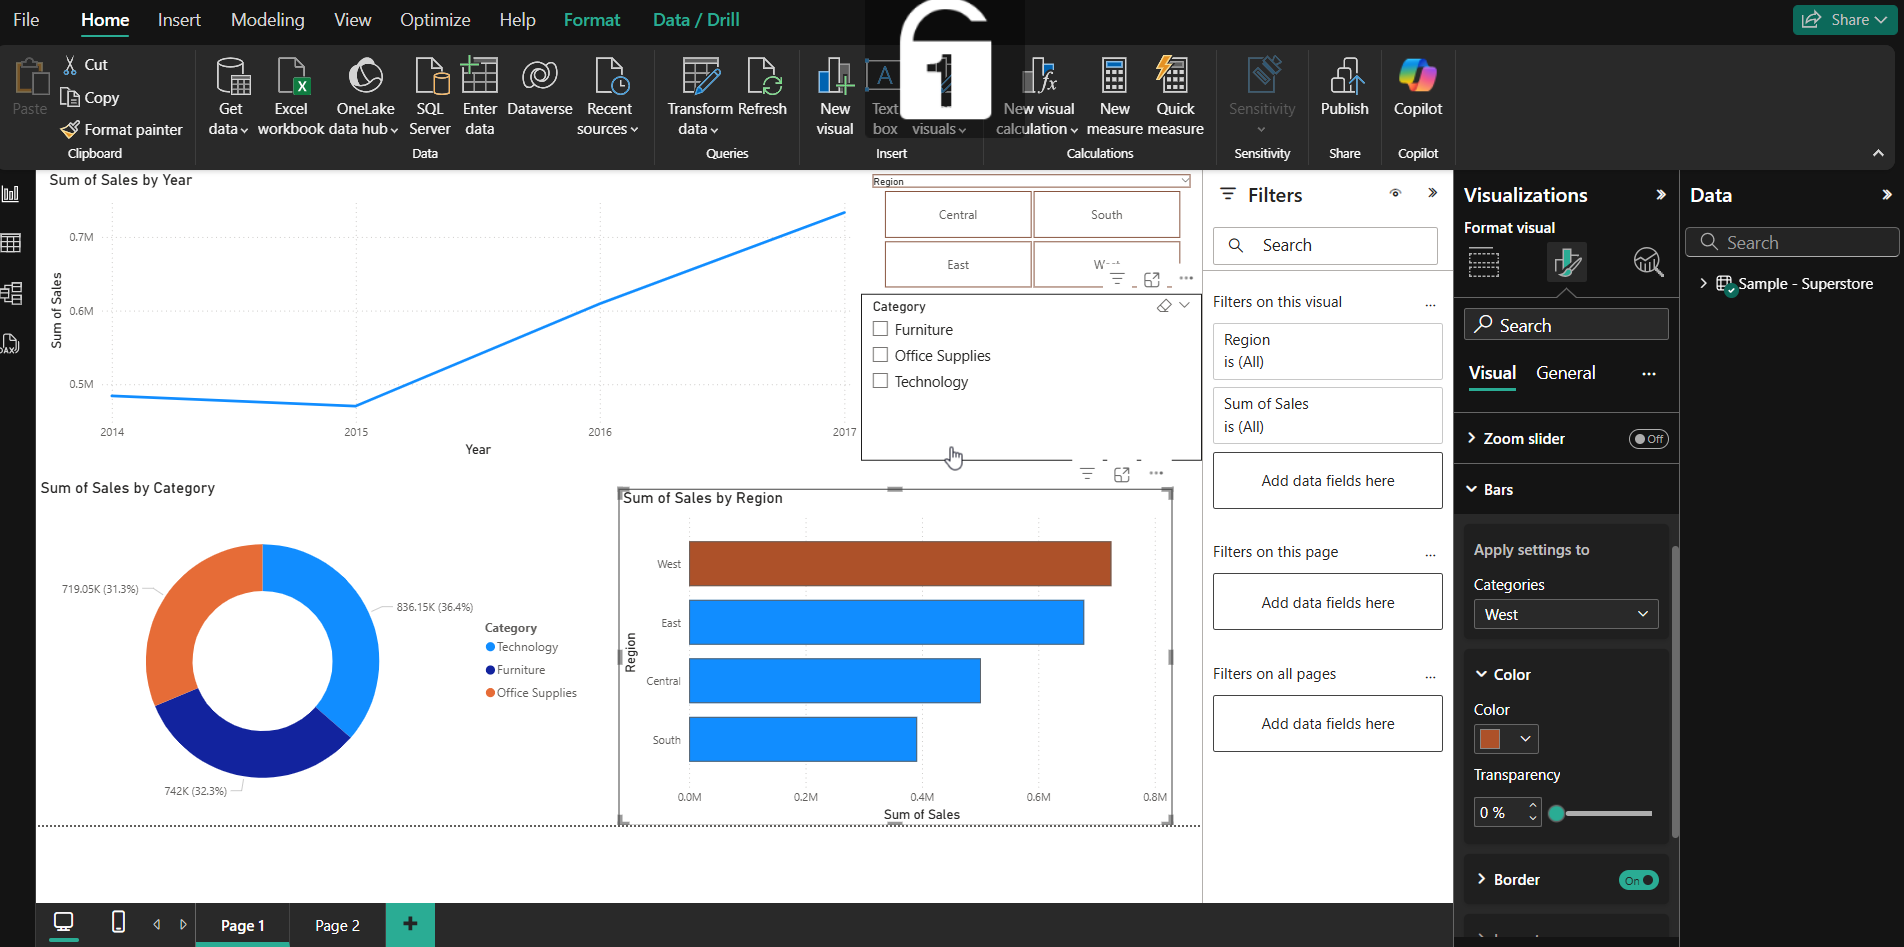 File Home Insert Modeling View Optimize Help Format Data / Drill Share
Paste
Cut
Copy
Format painter
Clipboard
Get data
Excel workbook
OneLake data hub
SQL Server
Enter data
Dataverse
Recent sources
Data
Transform data
Refresh
Queries
New visual
Text box
visuals
Insert
1
New visual calculation
New measure
Quick measure
Calculations
Sensitivity
Sensitivity
Publish
Share
Copilot
Copilot
Sum of Sales by Year
Sum of Sales
0.7M
0.6M
0.5M
2014 2015 2016 2017
Year
Region
Central South
East
Category
Furniture
Office Supplies
Technology
Sum of Sales by Category
719.05K (31.3%)
836.15K (36.4%)
742K (32.3%)
Category
Technology
Furniture
Office Supplies
Sum of Sales by Region
Region
West
East
Central
South
0.0M 0.2M 0.4M 0.6M 0.8M
Sum of Sales
Filters
Search
Filters on this visual ...
Region
is (All)
Sum of Sales
is (All)
Add data fields here
Filters on this page ...
Add data fields here
Filters on all pages ...
Add data fields here
Visualizations
Format visual
Search
Visual General ...
Zoom slider Off
Bars
Apply settings to
Categories
West
Color
Color
Transparency
0 %
Border On
Data
Search
Sample - Superstore
DAX
Page 1 Page 2 +